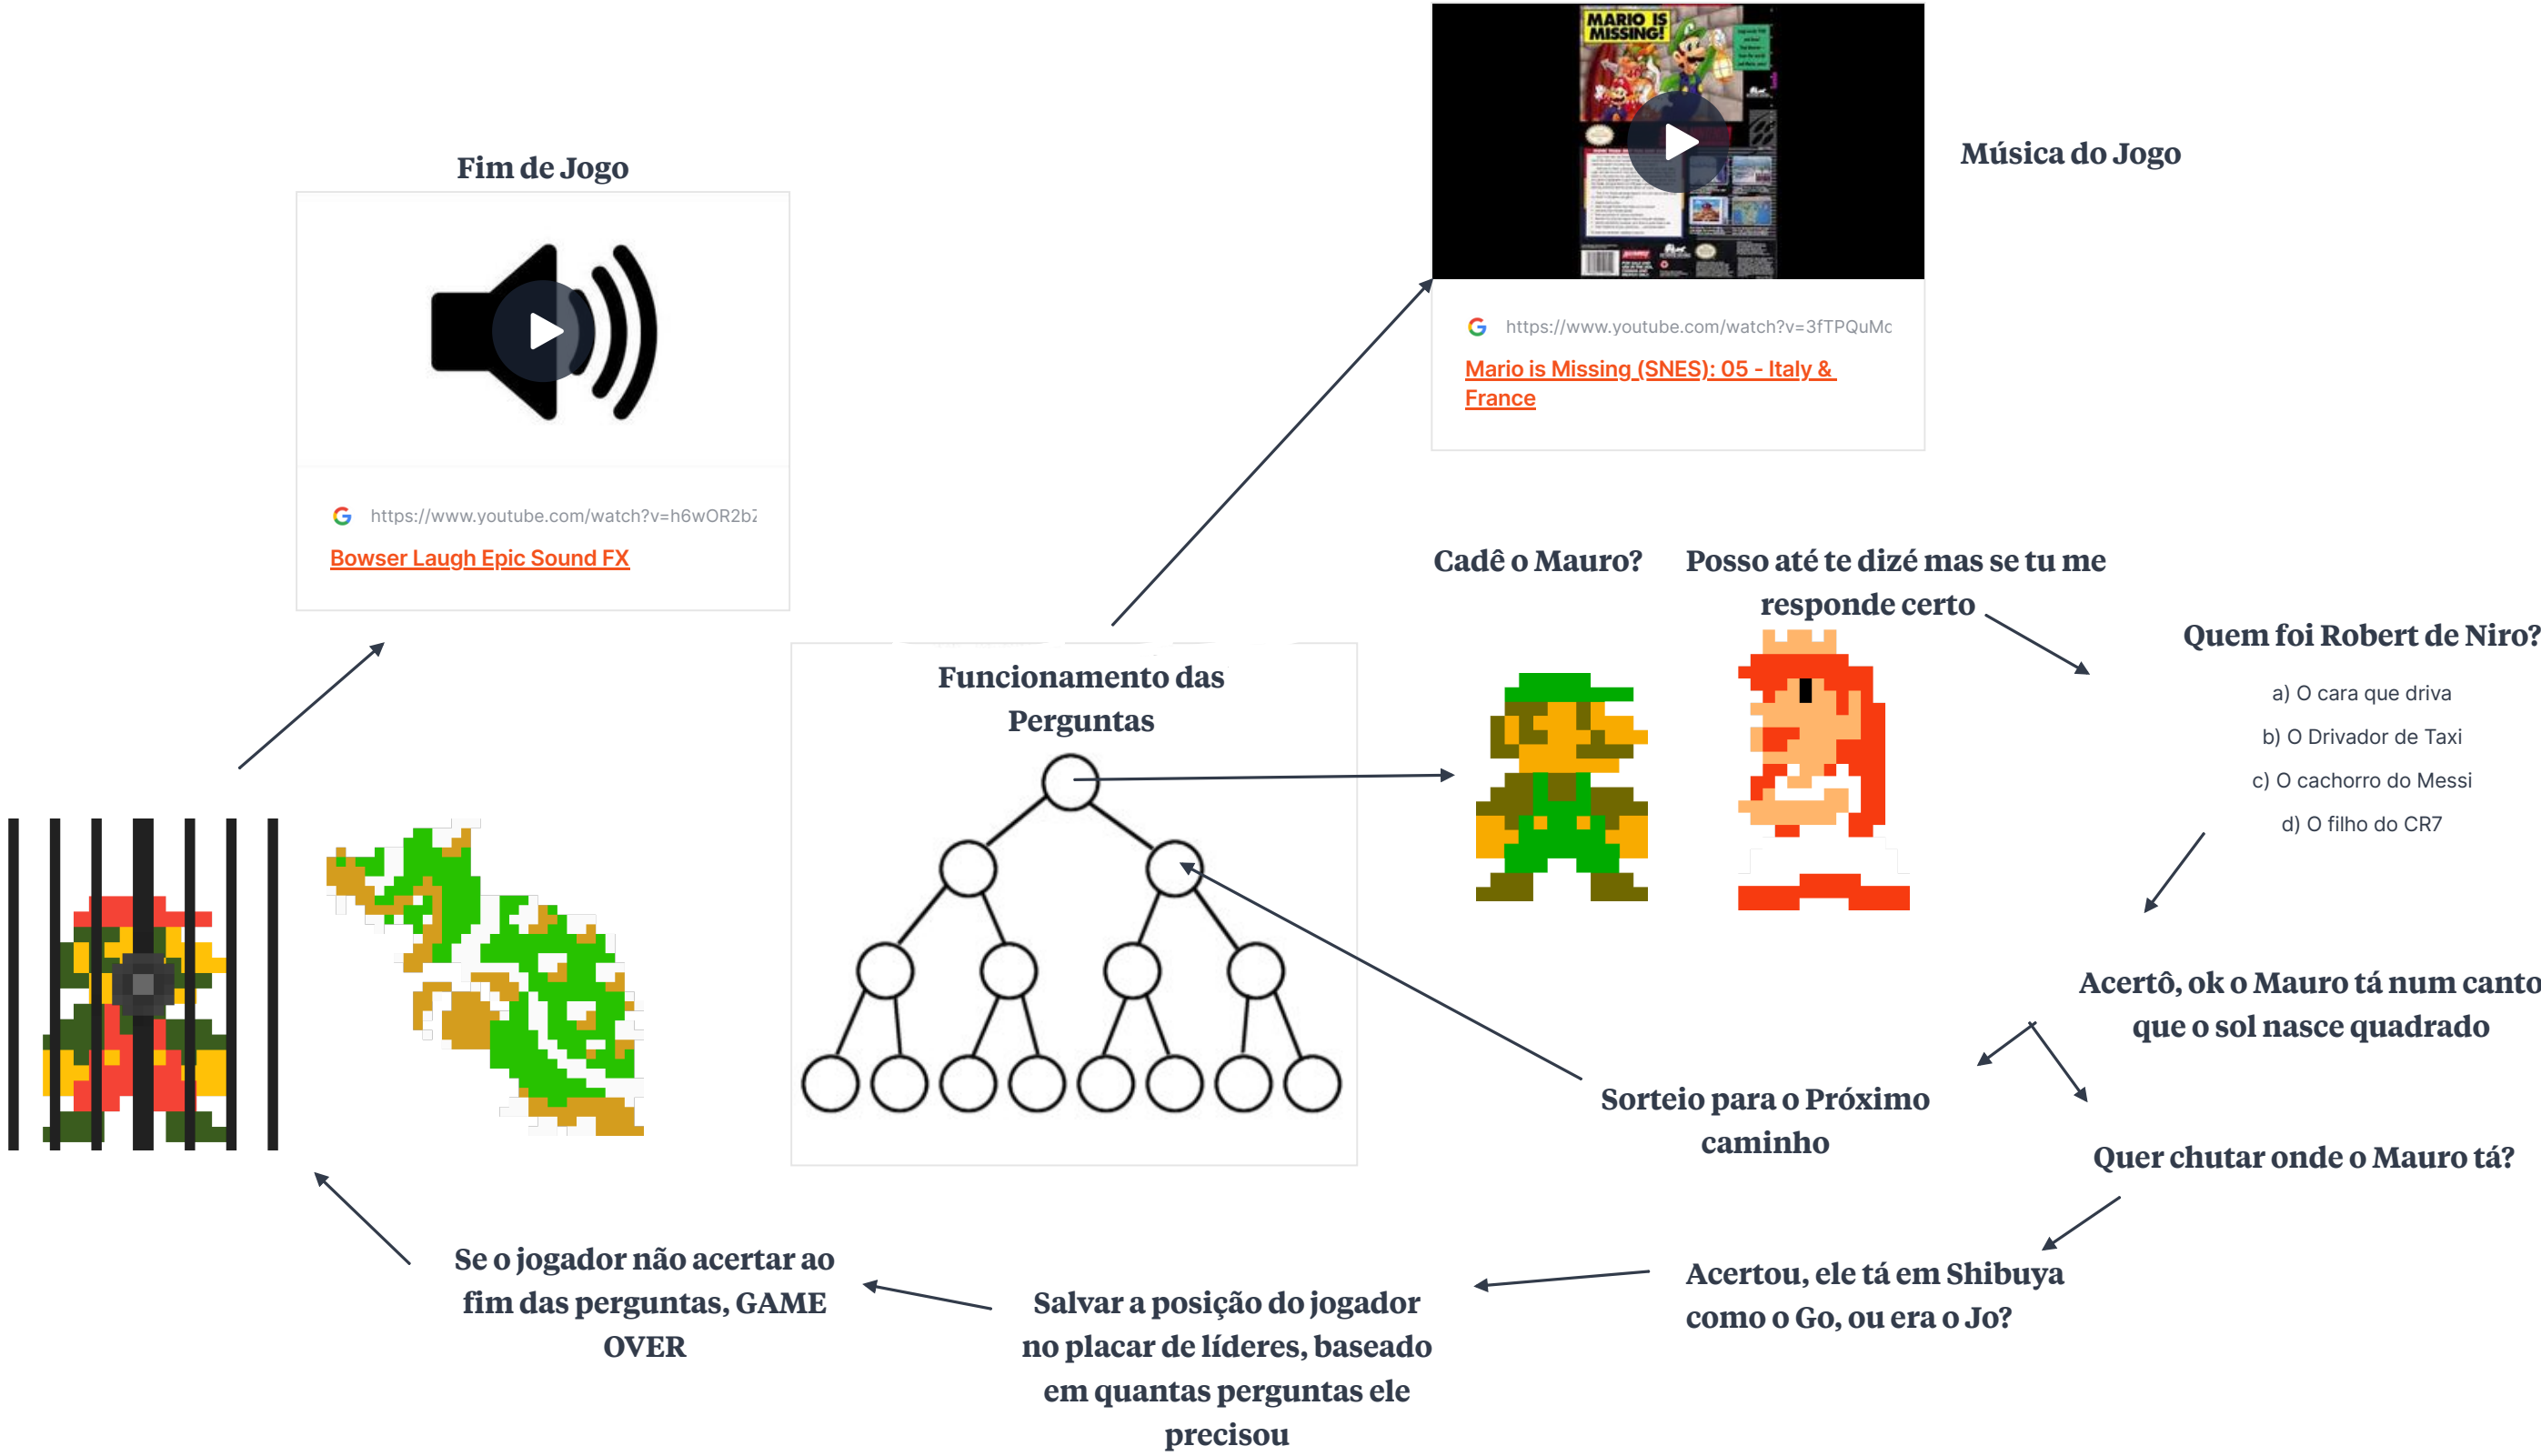 MARIO IS
MISSING!
Música do Jogo
Fim de Jogo
https://www.youtube.com/watch?v=3fTPQuMc
Mario is Missing (SNES): 05 - Italy &
France
https://www.youtube.com/watch?v=h6wOR2bZ
Bowser Laugh Epic Sound FX
Cadê o Mauro?
Posso até te dizé mas se tu me
responde certo
Quem foi Robert de Niro?
a) O cara que driva
b) O Drivador de Taxi
c) O cachorro do Messi
d) O filho do CR7
Funcionamento das
Perguntas
Acertô, ok o Mauro tá num canto
que o sol nasce quadrado
Sorteio para o Próximo
caminho
Quer chutar onde o Mauro tá?
Acertou, ele tá em Shibuya
como o Go, ou era o Jo?
Salvar a posição do jogador
no placar de líderes, baseado
em quantas perguntas ele
precisou
Se o jogador não acertar ao
fim das perguntas, GAME
OVER